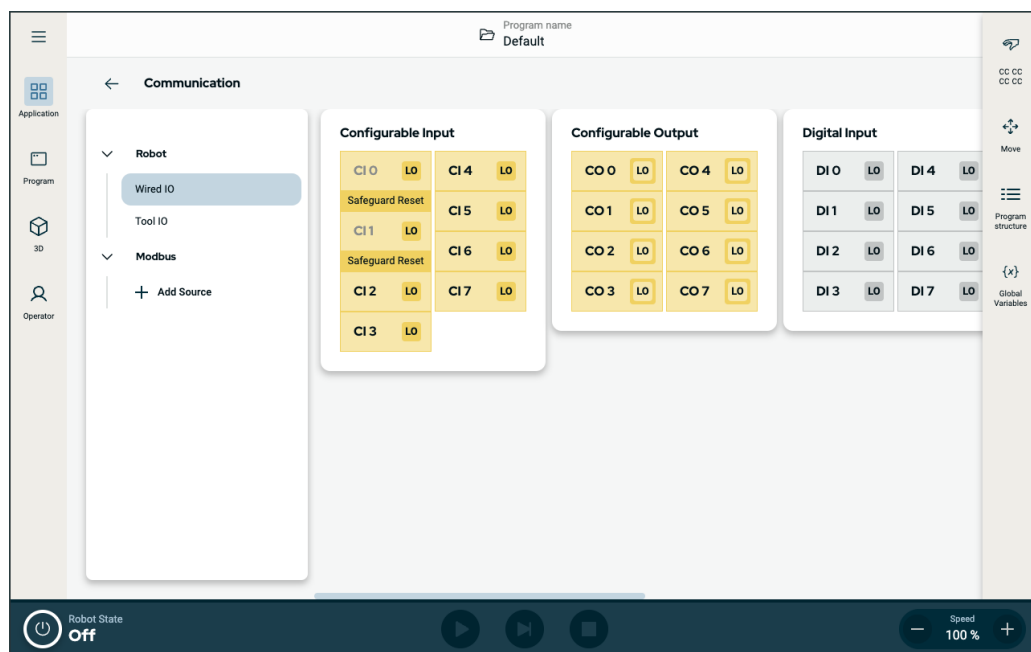 Program name
Default
Application
Program
3D
Operator
Communication
Robot
Wired IO
Tool IO
Modbus
Add Source
Configurable Input
CI 0 LO CI 4 LO
Safeguard Reset
CI 1 LO CI 5 LO
Safeguard Reset
CI 6 LO
CI 2 LO CI 7 LO
CI 3 LO
Configurable Output
CO 0 LO CO 4 LO
CO 1 LO CO 5 LO
CO 2 LO CO 6 LO
CO 3 LO CO 7 LO
Digital Input
DI 0 LO DI 4 LO
DI 1 LO DI 5 LO
DI 2 LO DI 6 LO
DI 3 LO DI 7 LO
CC CC
CC CC
Move
Program
structure
{x}
Global
Variables
Robot State
Off
Speed
100 %